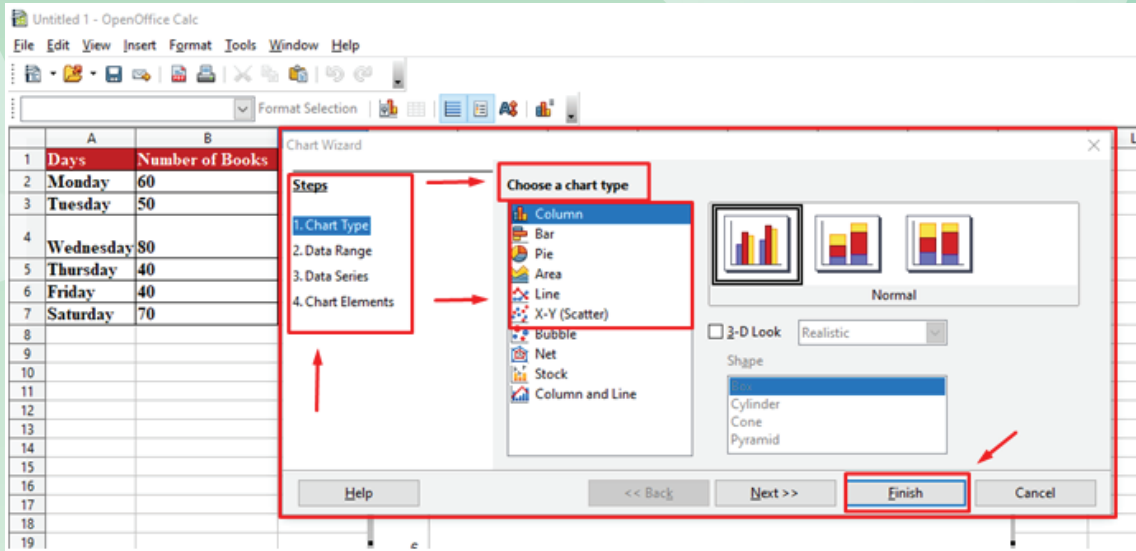 Untitled 1 - OpenOffice Calc
File Edit View Insert Format Tools Window Help
Format Selection
A B L
1 Days Number of Books
2 Monday 60
3 Tuesday 50
4 Wednesday 80
5 Thursday 40
6 Friday 40
7 Saturday 70
8
9
10
11
12
13
14
15
16
17
18
19
Chart Wizard
Steps
1. Chart Type
2. Data Range
3. Data Series
4. Chart Elements
Choose a chart type
Column
Bar
Pie
Area
Line
X-Y (Scatter)
Bubble
Net
Stock
Column and Line
Normal
3-D Look Realistic
Shape
Box
Cylinder
Cone
Pyramid
Help << Back Next >> Finish Cancel